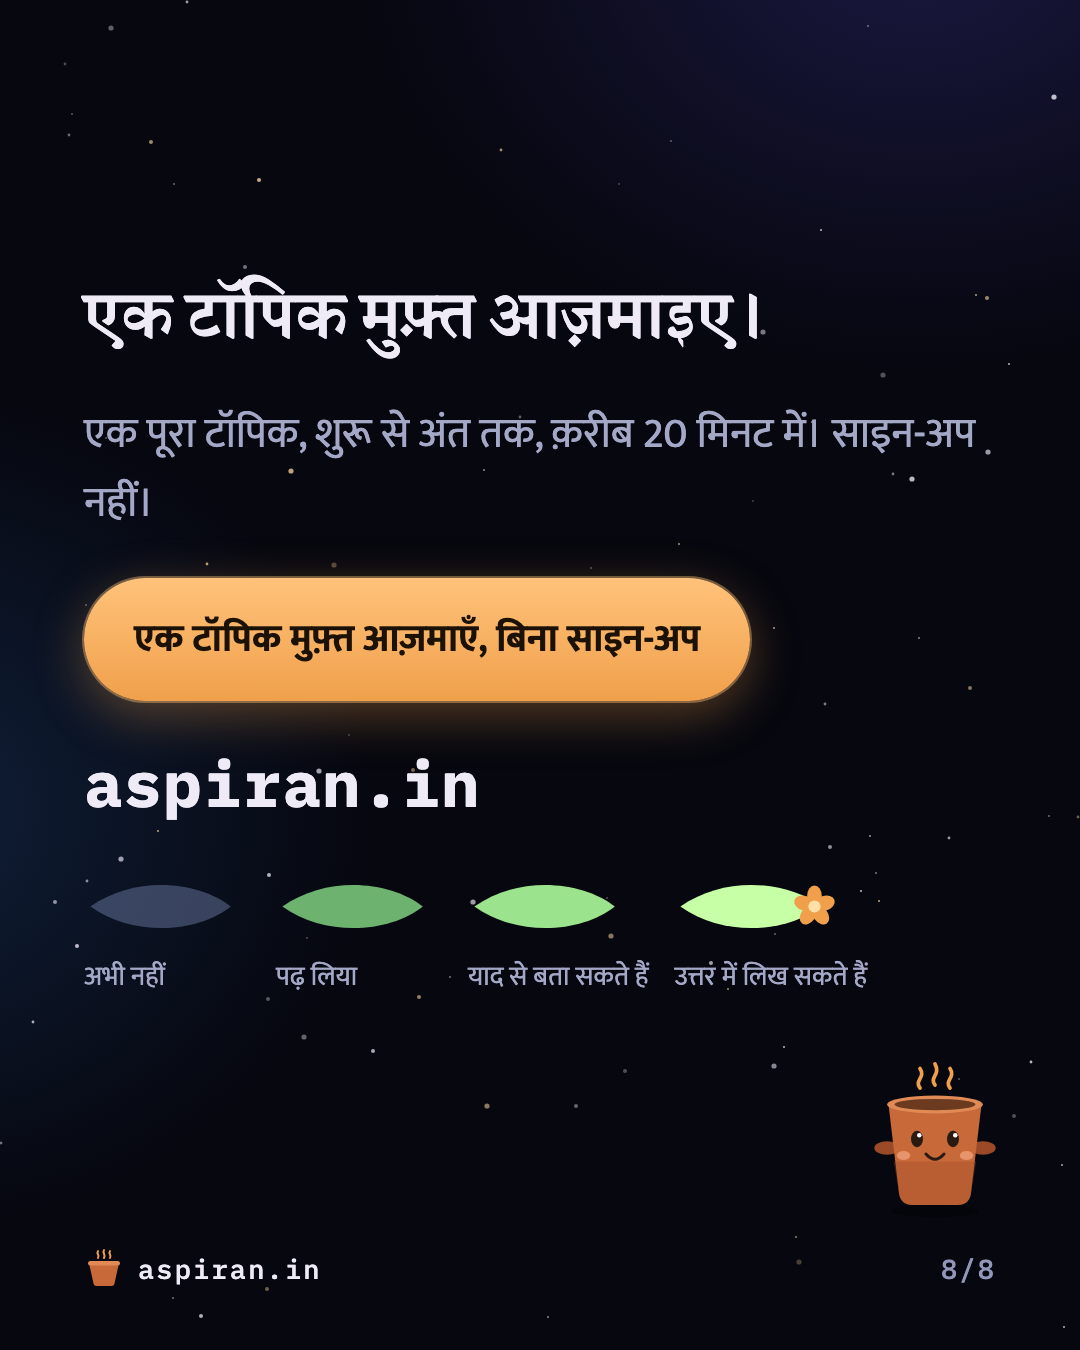 एक टॉपिक मुफ़्त आज़माइए।
एक पूरा टॉपिक, शुरू से अंत तक, क़रीब 20 मिनट में। साइन-अप
नहीं।
एक टॉपिक मुफ़्त आज़माएँ, बिना साइन-अप
aspiran.in
अभी नहीं
पढ़ लिया
याद से बता सकते हैं
उत्तर में लिख सकते हैं
aspiran.in
8/8